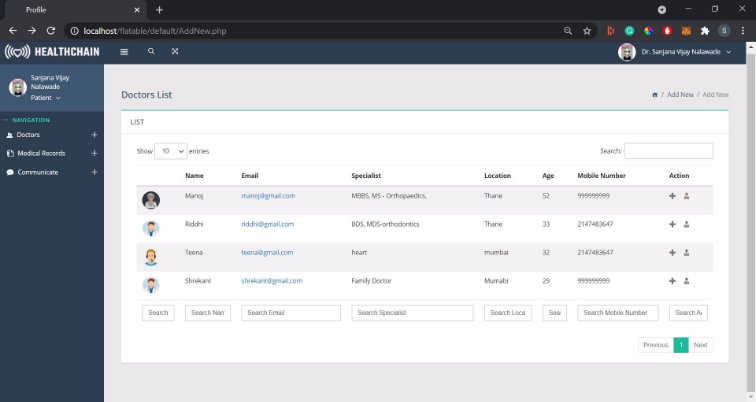 Profile
localhost/flatable/default/AddNew.php
S
HEALTHCHAIN
Dr. Sanjana Vijay Nalawade
Sanjana Vijay
Nalawade
Patient
NAVIGATION
Doctors
Medical Records
Communicate
Doctors List
/ Add New / Add New
LIST
Show 10 entries
Search:
Name Email Specialist Location Age Mobile Number Action
Manoj manoj@gmail.com MBBS, MS - Orthopaedics, Thane 52 999999999
Riddhi riddhi@gmail.com BDS, MDS-orthodontics Thane 33 2147483647
Teena teena@gmail.com heart mumbai 32 2147483647
Shrekant shrekant@gmail.com Family Doctor Mumabi 29 999999999
Search Search Nam Search Email Search Specialist Search Loca Sea Search Mobile Number Search A
Previous 1 Next